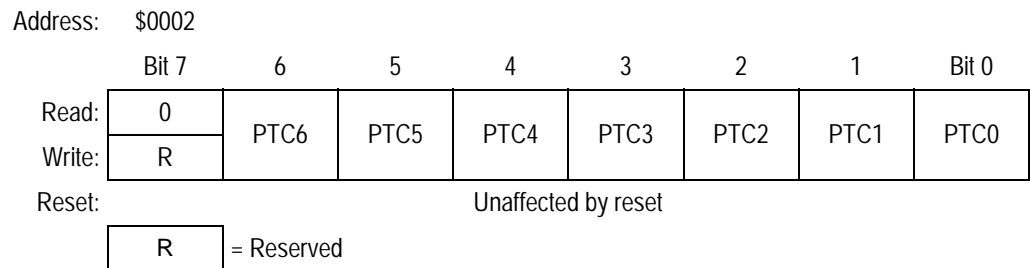 Address: $0002
Bit 7 6 5 4 3 2 1 Bit 0
Read: 0 PTC6 PTC5 PTC4 PTC3 PTC2 PTC1 PTC0
Write: R
Reset: Unaffected by reset
R = Reserved